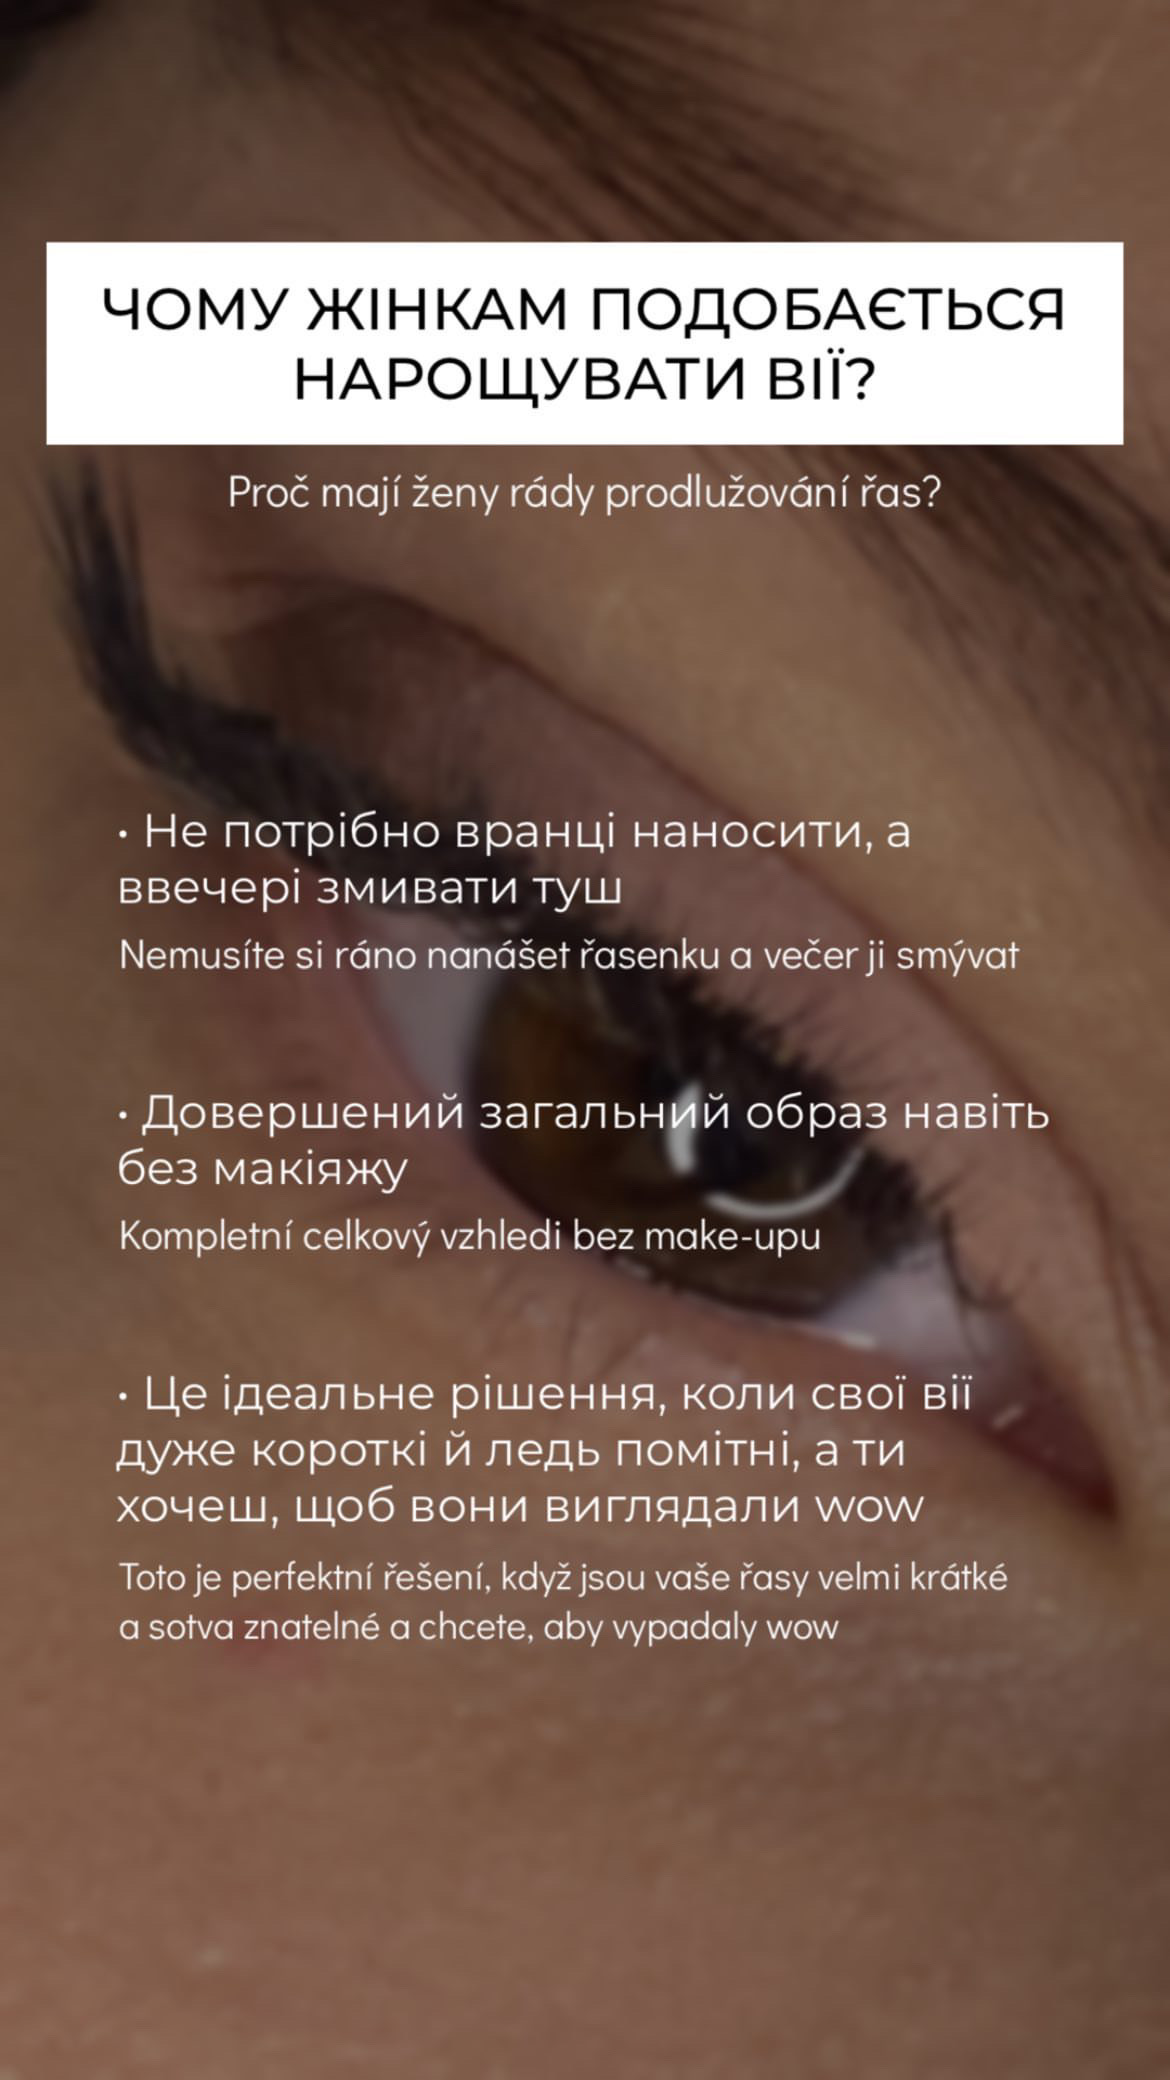 ЧОМУ ЖІНКАМ ПОДОБАЄТЬСЯ
НАРОЩУВАТИ ВІЇ?
Proč mají ženy rády prodlužování řas?
· Не потрібно вранці наносити, а
ввечері змивати туш
Nemusíte si ráno nanášet řasenku a večer ji smývat
· Довершений загальний образ навіть
без макіяжу
Kompletní celkový vzhledi bez make-upu
· Це ідеальне рішення, коли свої вії
дуже короткі й ледь помітні, а ти
хочеш, щоб вони виглядали wow
Toto je perfektní řešení, když jsou vaše řasy velmi krátké
a sotva znatelné a chcete, aby vypadaly wow